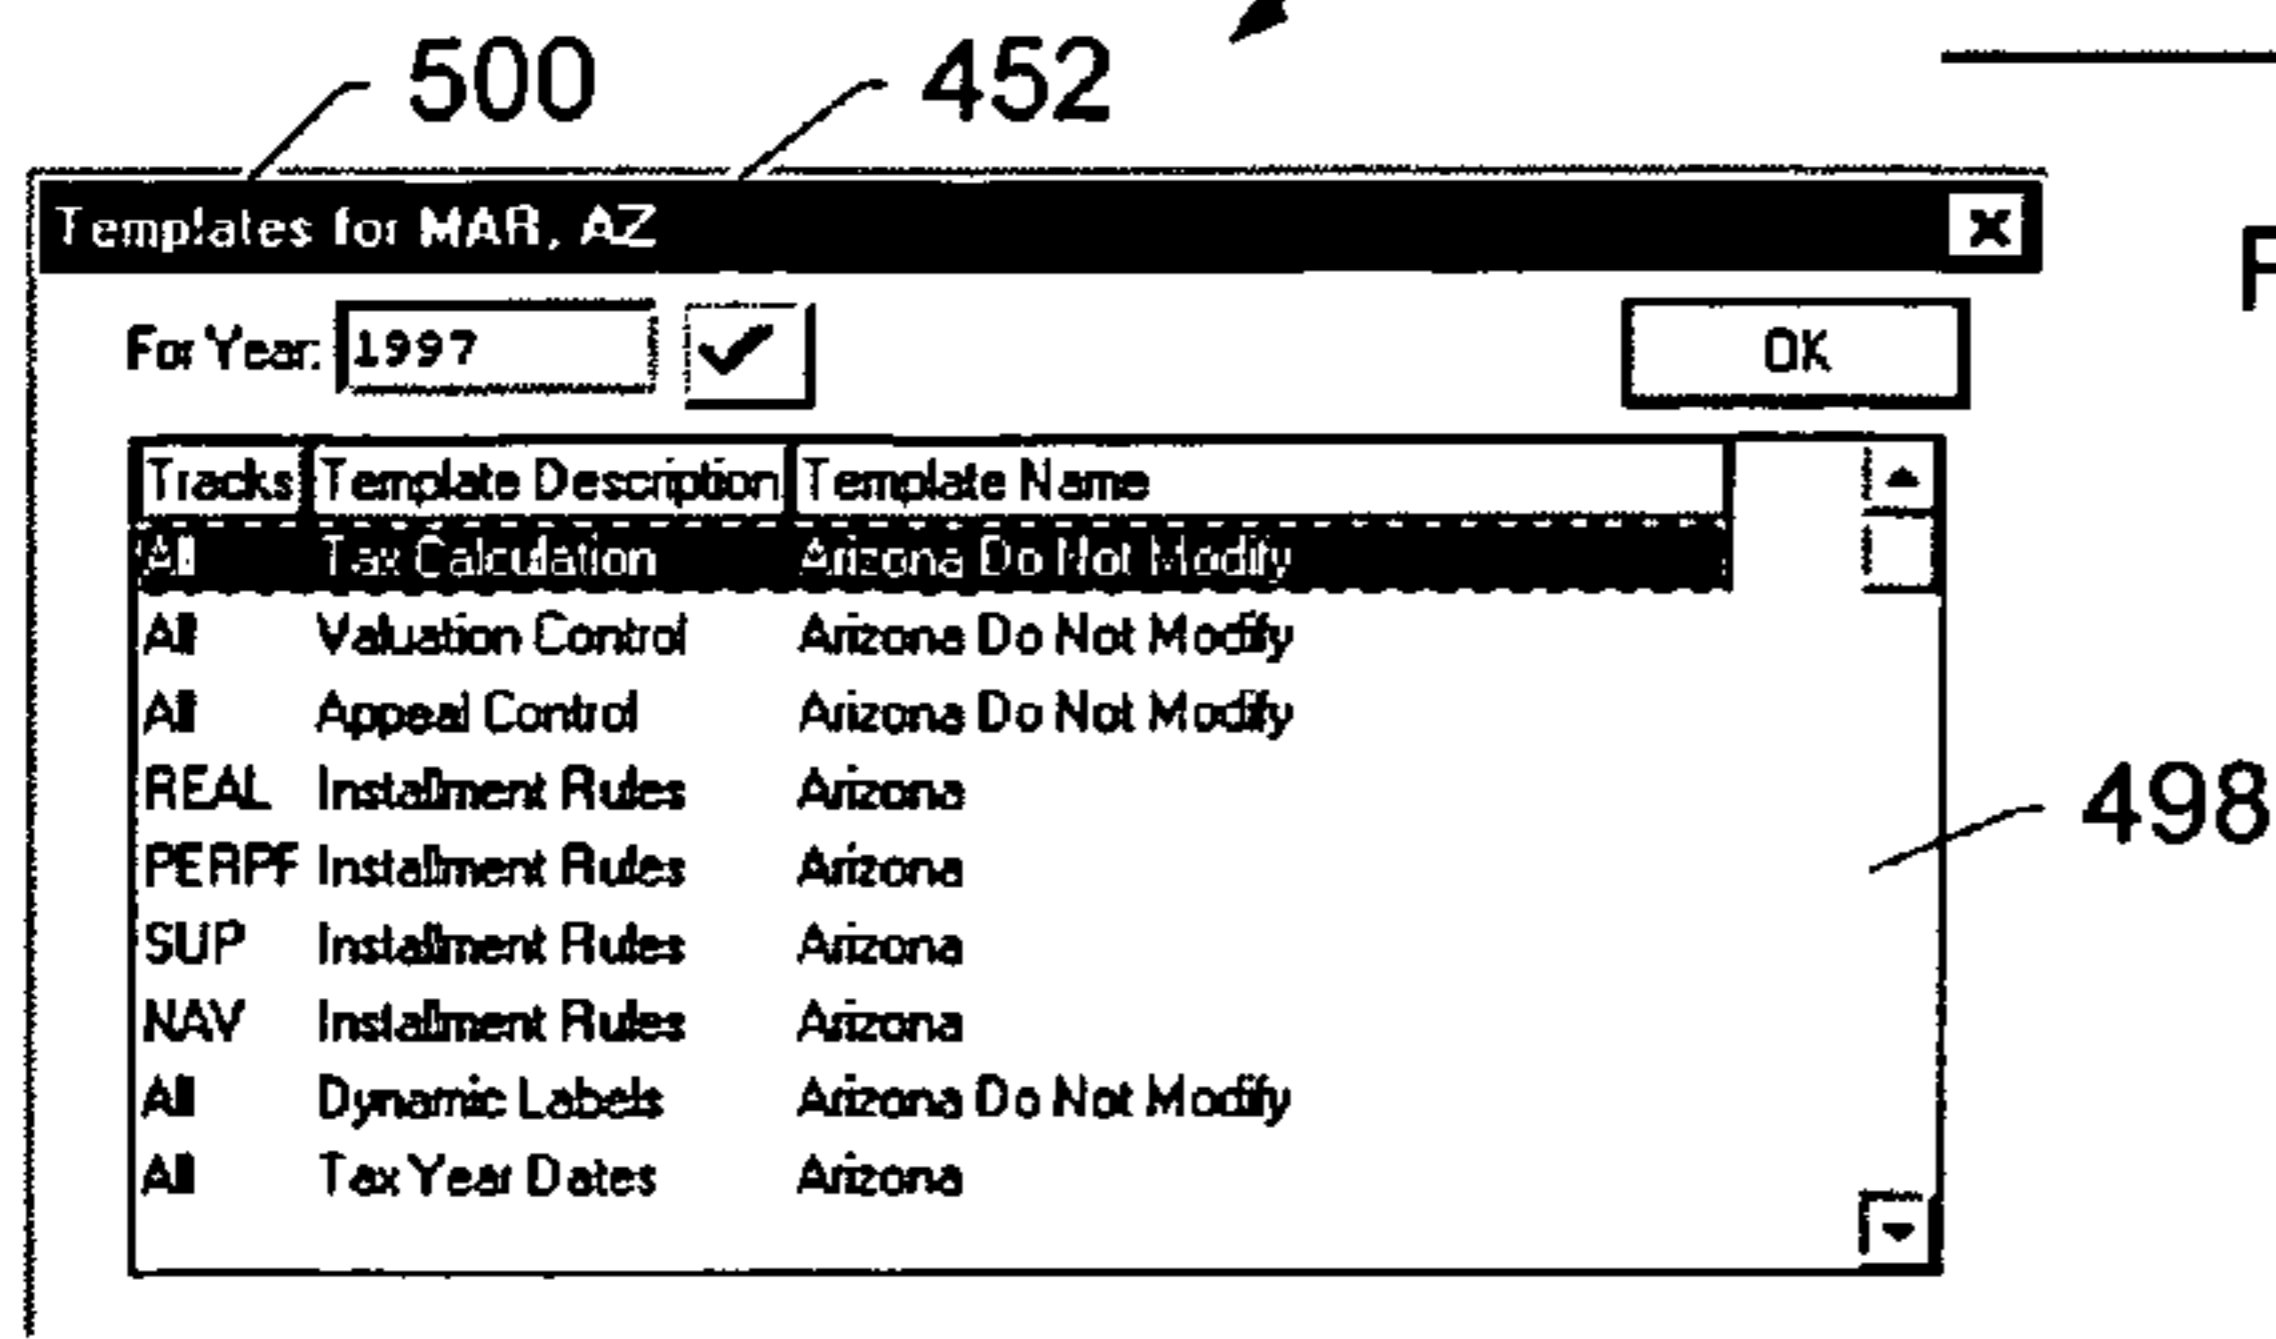 500 452
Templates for MAR, AZ
For Year: 1997 OK
Tracks Template Description Template Name
All Tax Calculation Arizona Do Not Modify
All Valuation Control Arizona Do Not Modify
All Appeal Control Arizona Do Not Modify
REAL Installment Rules Arizona
PERPF Installment Rules Arizona
498
SUP Installment Rules Arizona
NAV Installment Rules Arizona
All Dynamic Labels Arizona Do Not Modify
All Tax Year Dates Arizona